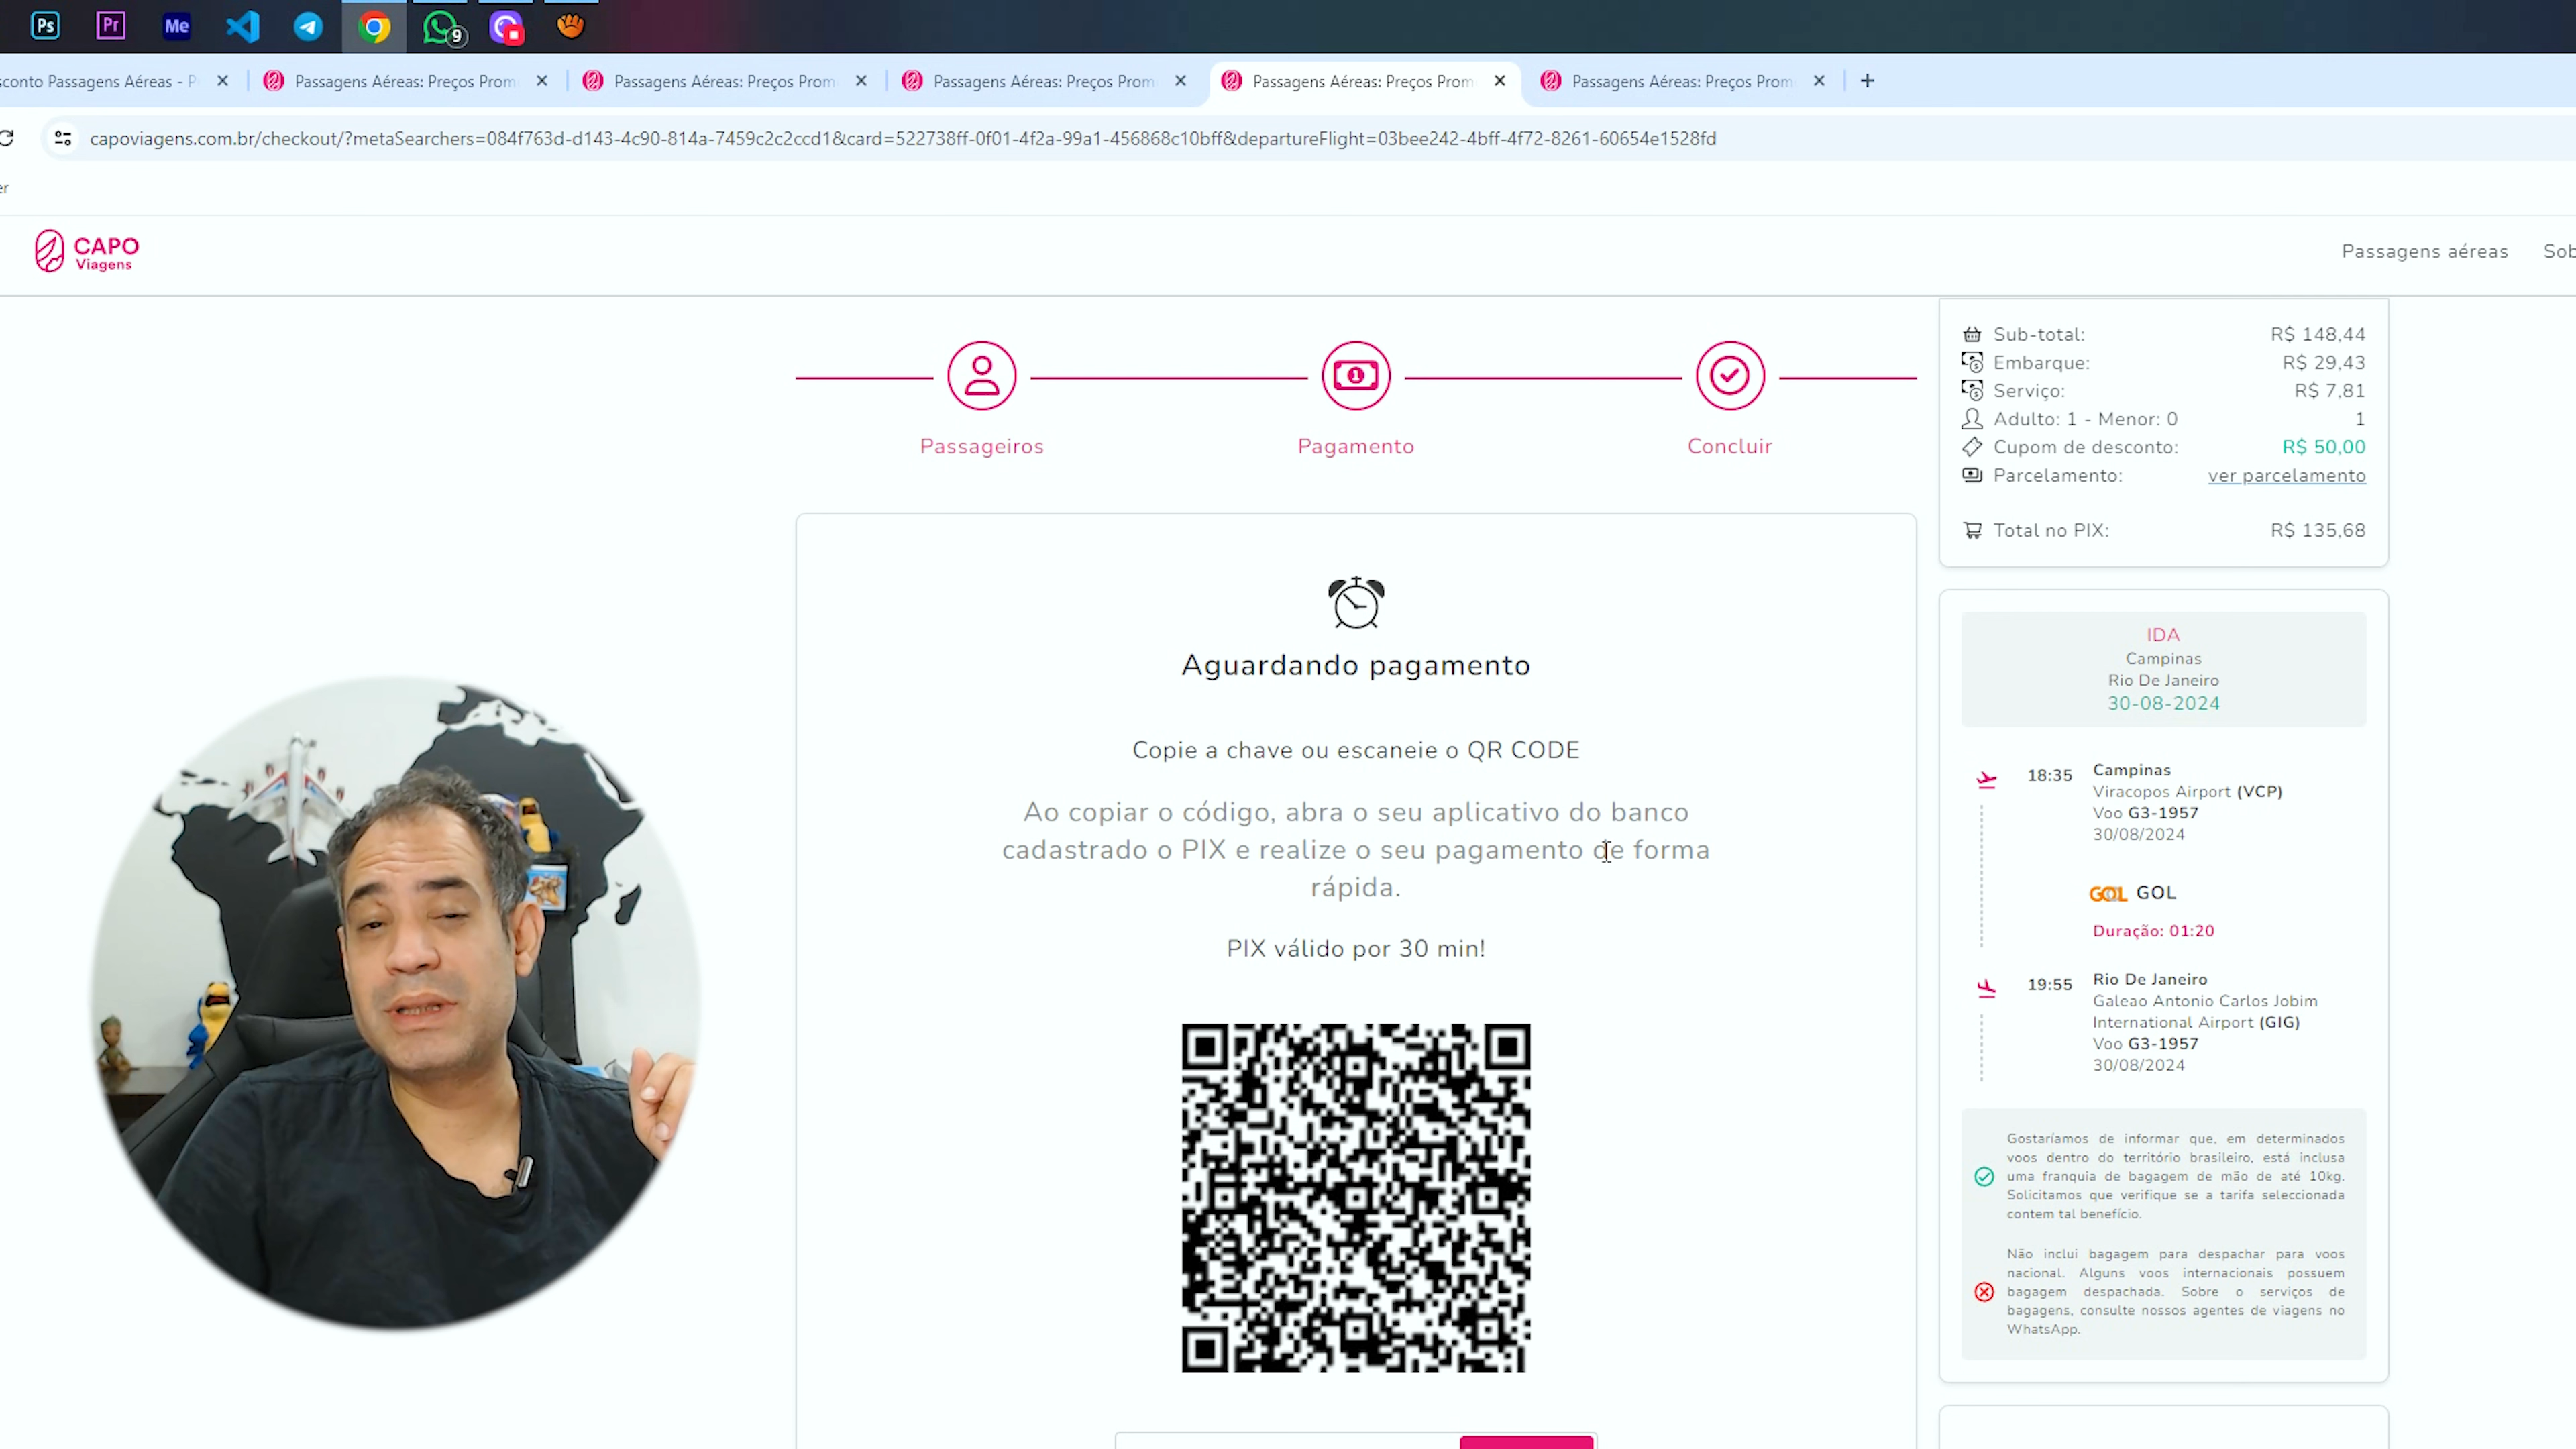 Ps
Pr
Me
9
sconto Passagens Aéreas - P
Passagens Aéreas: Preços Prom
Passagens Aéreas: Preços Prom
Passagens Aéreas: Preços Prom
Passagens Aéreas: Preços Prom
Passagens Aéreas: Preços Prom
capoviagens.com.br/checkout/?metaSearchers=084f763d-d143-4c90-814a-7459c2c2ccd1&card=522738ff-0f01-4f2a-99a1-456868c10bff&departureFlight=03bee242-4bff-4f72-8261-60654e1528fd
er
CAPO
Viagens
Passagens aéreas
Sob
Passageiros
Pagamento
Concluir
Aguardando pagamento
Copie a chave ou escaneie o QR CODE
Ao copiar o código, abra o seu aplicativo do banco
cadastrado o PIX e realize o seu pagamento de forma
rápida.
PIX válido por 30 min!
Sub-total: R$ 148,44
Embarque: R$ 29,43
Serviço: R$ 7,81
Adulto: 1 - Menor: 0 1
Cupom de desconto: R$ 50,00
Parcelamento: ver parcelamento
Total no PIX: R$ 135,68
IDA
Campinas
Rio De Janeiro
30-08-2024
18:35 Campinas
Viracopos Airport (VCP)
Voo G3-1957
30/08/2024
GOL GOL
Duração: 01:20
19:55 Rio De Janeiro
Galeao Antonio Carlos Jobim
International Airport (GIG)
Voo G3-1957
30/08/2024
Gostaríamos de informar que, em determinados
voos dentro do território brasileiro, está inclusa
uma franquia de bagagem de mão de até 10kg.
Solicitamos que verifique se a tarifa seleccionada
contem tal benefício.
Não inclui bagagem para despachar para voos
nacional. Alguns voos internacionais possuem
bagagem despachada. Sobre o serviços de
bagagens, consulte nossos agentes de viagens no
WhatsApp.